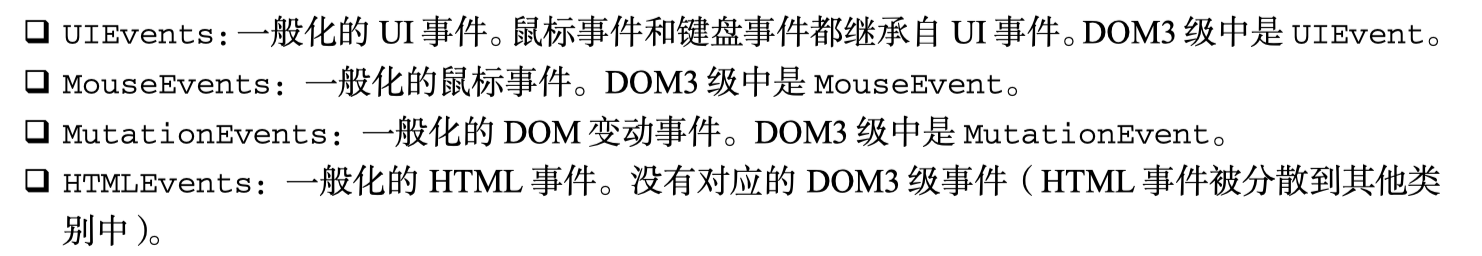 ❑ UIEvents：一般化的 UI 事件。鼠标事件和键盘事件都继承自 UI 事件。DOM3 级中是 UIEvent。
❑ MouseEvents：一般化的鼠标事件。DOM3 级中是 MouseEvent。
❑ MutationEvents：一般化的 DOM 变动事件。DOM3 级中是 MutationEvent。
❑ HTMLEvents：一般化的 HTML 事件。没有对应的 DOM3 级事件（HTML 事件被分散到其他类
别中）。